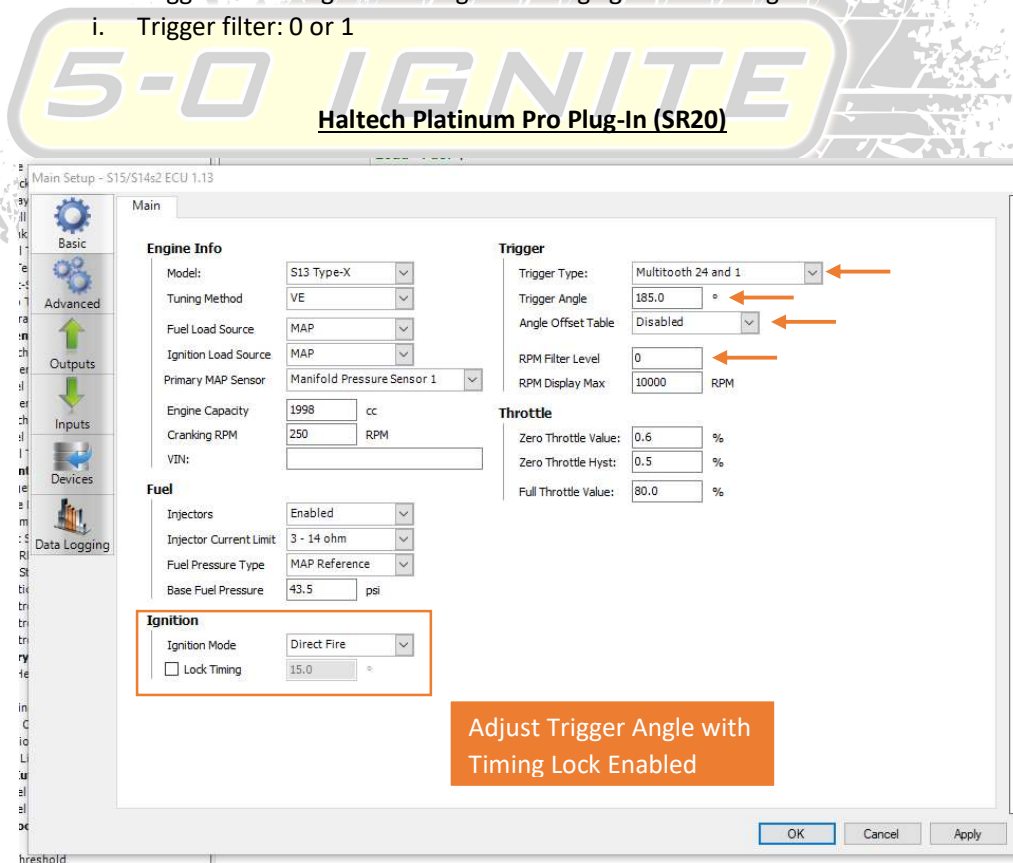 i. Trigger filter: 0 or 1
5-0 IGNITE
Haltech Platinum Pro Plug-In (SR20)
Main Setup - S15/S14s2 ECU 1.13
Main
Basic
Advanced
Outputs
Inputs
Devices
Data Logging
Engine Info
Model: S13 Type-X
Tuning Method VE
Fuel Load Source MAP
Ignition Load Source MAP
Primary MAP Sensor Manifold Pressure Sensor 1
Engine Capacity 1998 cc
Cranking RPM 250 RPM
VIN:
Fuel
Injectors Enabled
Injector Current Limit 3 - 14 ohm
Fuel Pressure Type MAP Reference
Base Fuel Pressure 43.5 psi
Ignition
Ignition Mode Direct Fire
Lock Timing 15.0 °
Trigger
Trigger Type: Multitooth 24 and 1
Trigger Angle 185.0 °
Angle Offset Table Disabled
RPM Filter Level 0
RPM Display Max 10000 RPM
Throttle
Zero Throttle Value: 0.6 %
Zero Throttle Hyst: 0.5 %
Full Throttle Value: 80.0 %
Adjust Trigger Angle with
Timing Lock Enabled
OK Cancel Apply
hreshold